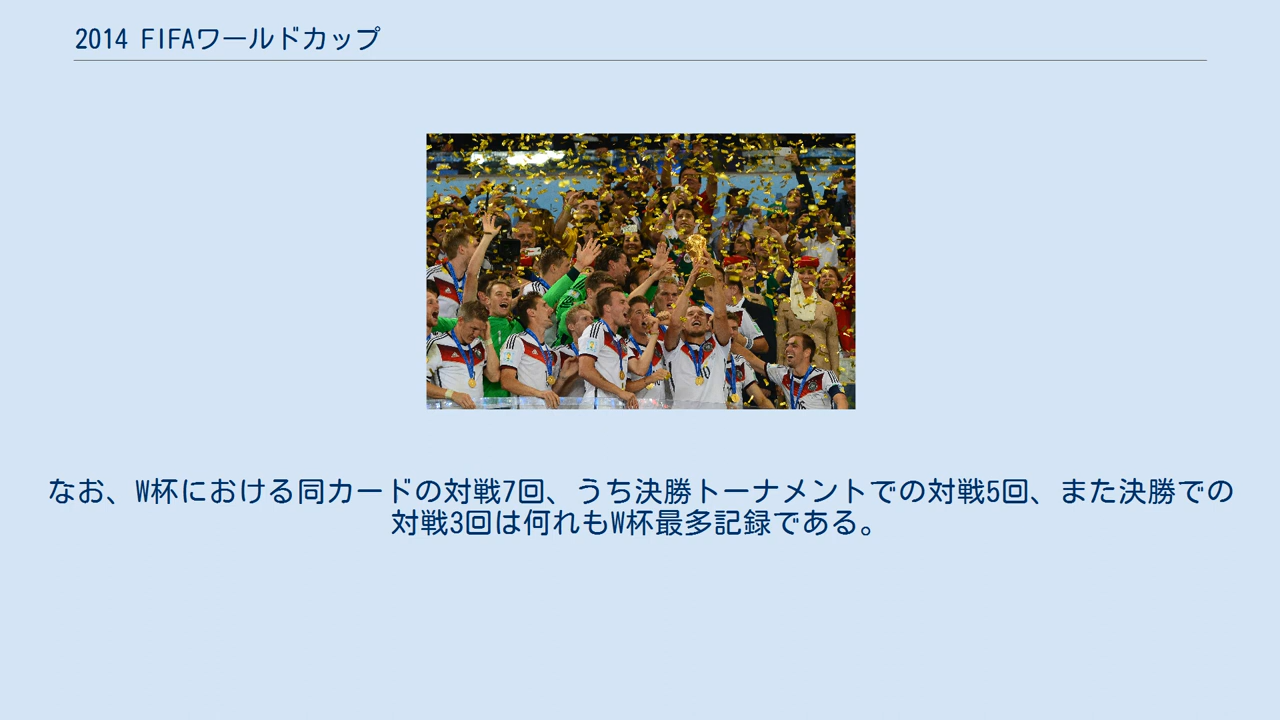 2014 FIFAワールドカップ
なお、W杯における同カードの対戦7回、うち決勝トーナメントでの対戦5回、また決勝での
対戦3回は何れもW杯最多記録である。